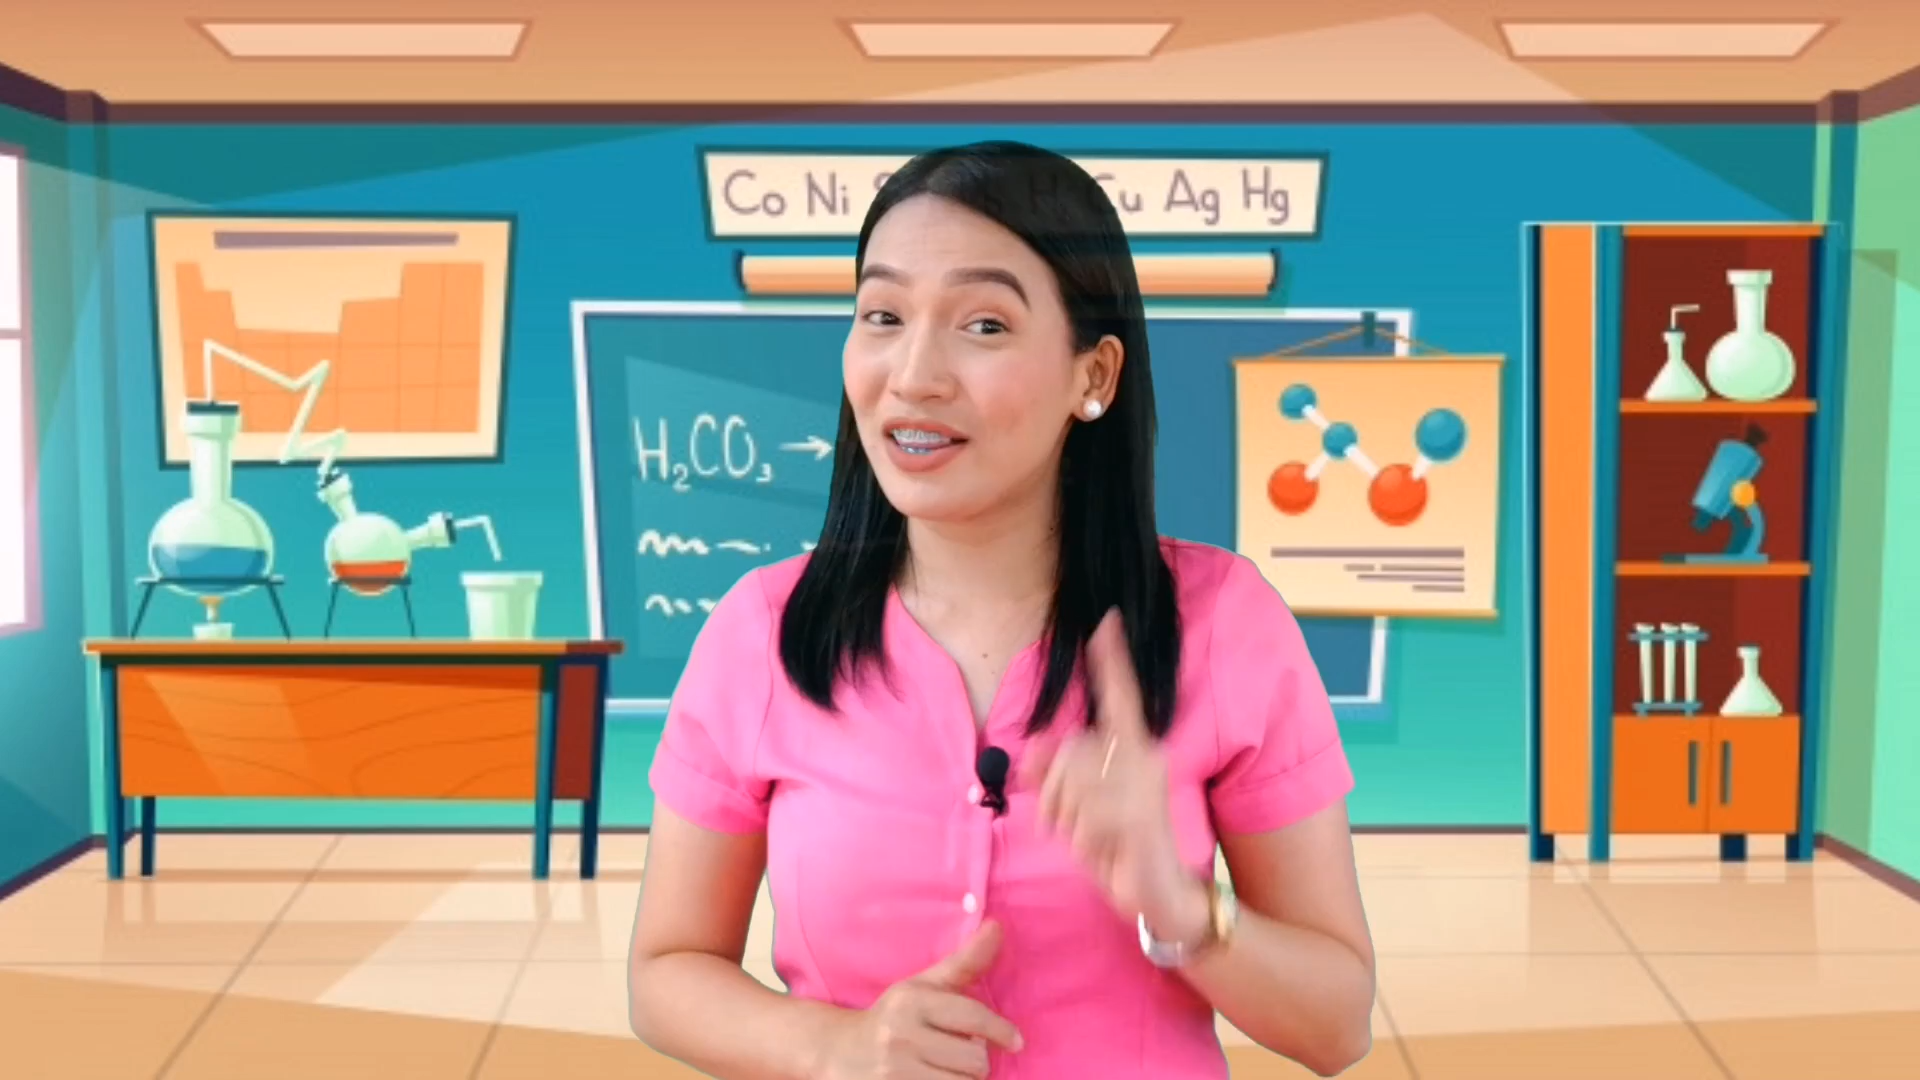 Co Ni Cu Ag Hg
H₂CO₃ →